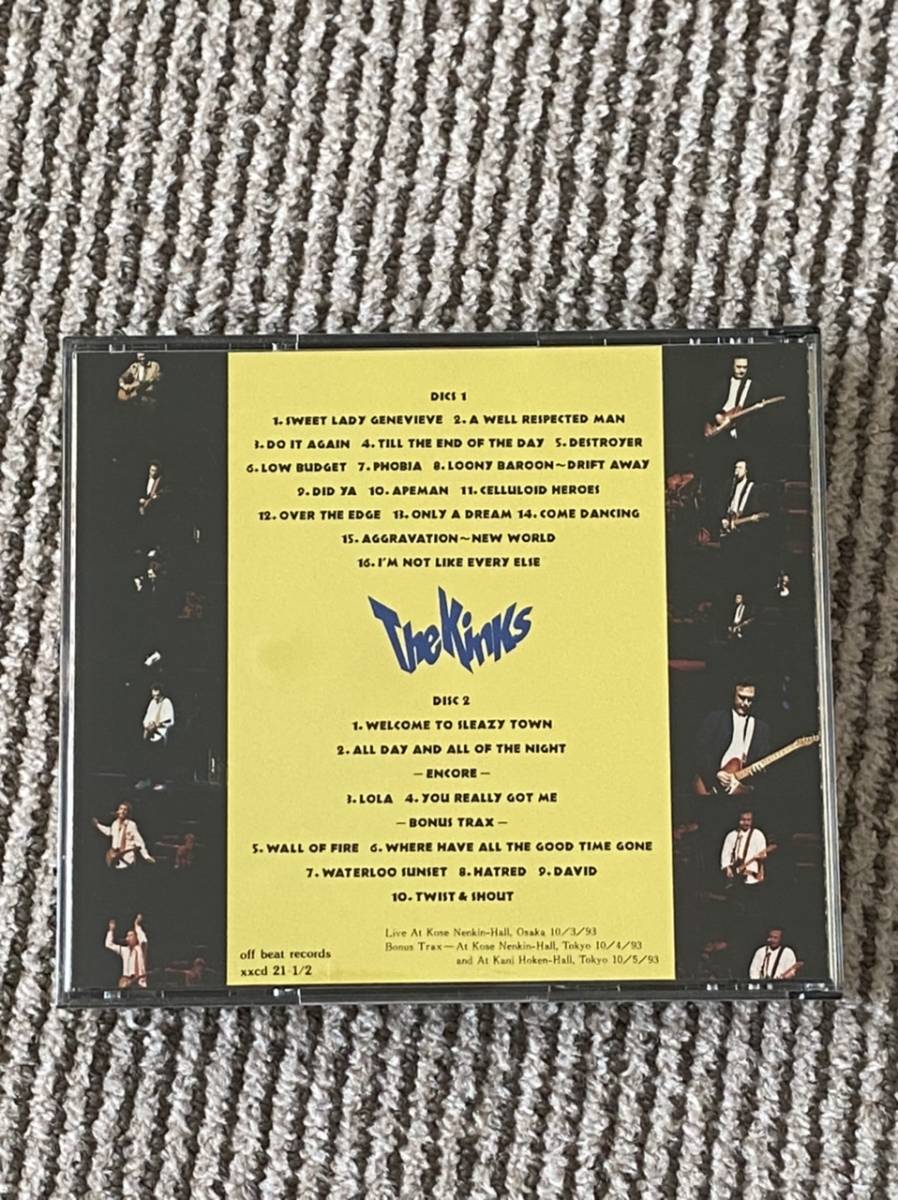 DICS 1
1. SWEET LADY GENEVIEVE 2. A WELL RESPECTED MAN
3. DO IT AGAIN 4. TILL THE END OF THE DAY 5. DESTROYER
6. LOW BUDGET 7. PHOBIA 8. LOONY BAROON~DRIFT AWAY
9. DID YA 10. APEMAN 11. CELLULOID HEROES
12. OVER THE EDGE 13. ONLY A DREAM 14. COME DANCING
15. AGGRAVATION~NEW WORLD
16. I'M NOT LIKE EVERY ELSE
The Kinks
DISC 2
1. WELCOME TO SLEAZY TOWN
2. ALL DAY AND ALL OF THE NIGHT
—ENCORE—
3. LOLA 4. YOU REALLY GOT ME
—BONUS TRAX—
5. WALL OF FIRE 6. WHERE HAVE ALL THE GOOD TIME GONE
7. WATERLOO SUNSET 8. HATRED 9. DAVID
10. TWIST & SHOUT
Live At Kose Nenkin-Hall, Osaka 10/3/93
Bonus Trax—At Kose Nenkin-Hall, Tokyo 10/4/93
and At Kani Hoken-Hall, Tokyo 10/5/93
off beat records
xxcd 21-1/2